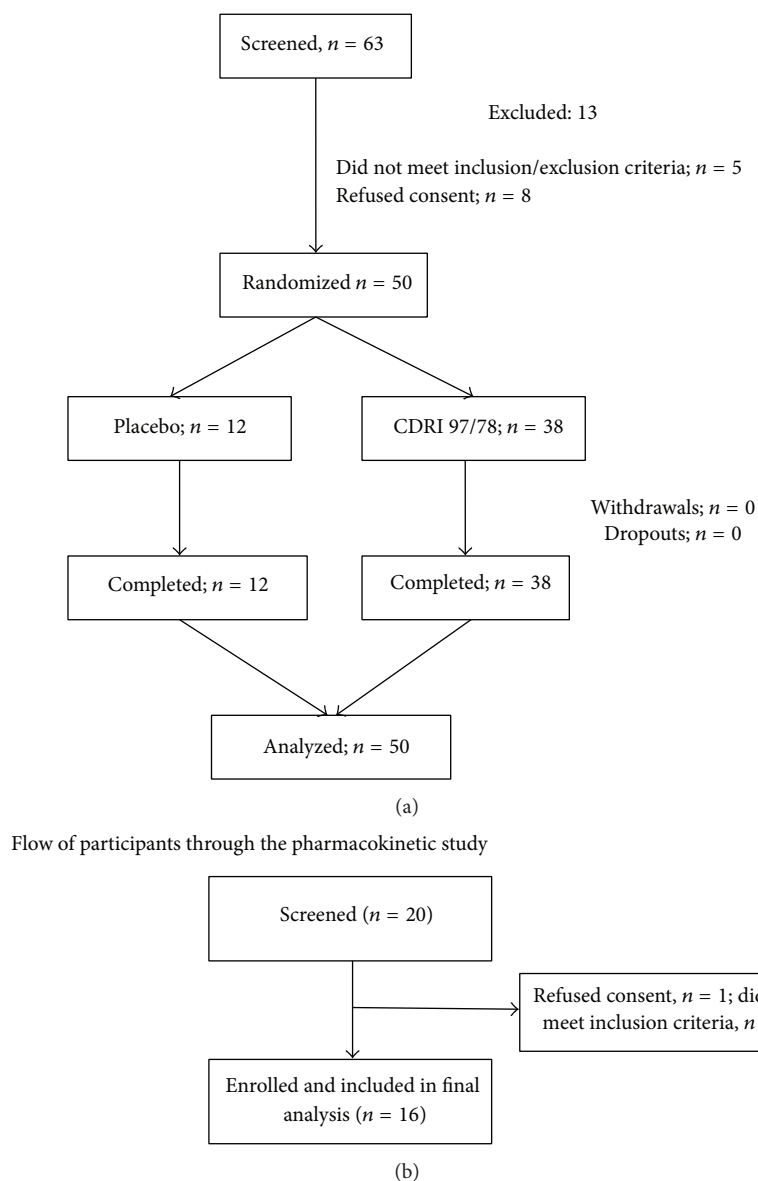 Screened, n = 63
Excluded: 13
Did not meet inclusion/exclusion criteria; n = 5
Refused consent; n = 8
Randomized n = 50
Placebo; n = 12
CDRI 97/78; n = 38
Withdrawals; n = 0
Dropouts; n = 0
Completed; n = 12
Completed; n = 38
Analyzed; n = 50
(a)
Flow of participants through the pharmacokinetic study
Screened (n = 20)
Refused consent, n = 1; 
meet inclusion criteria, n
Enrolled and included in final
analysis (n = 16)
(b)